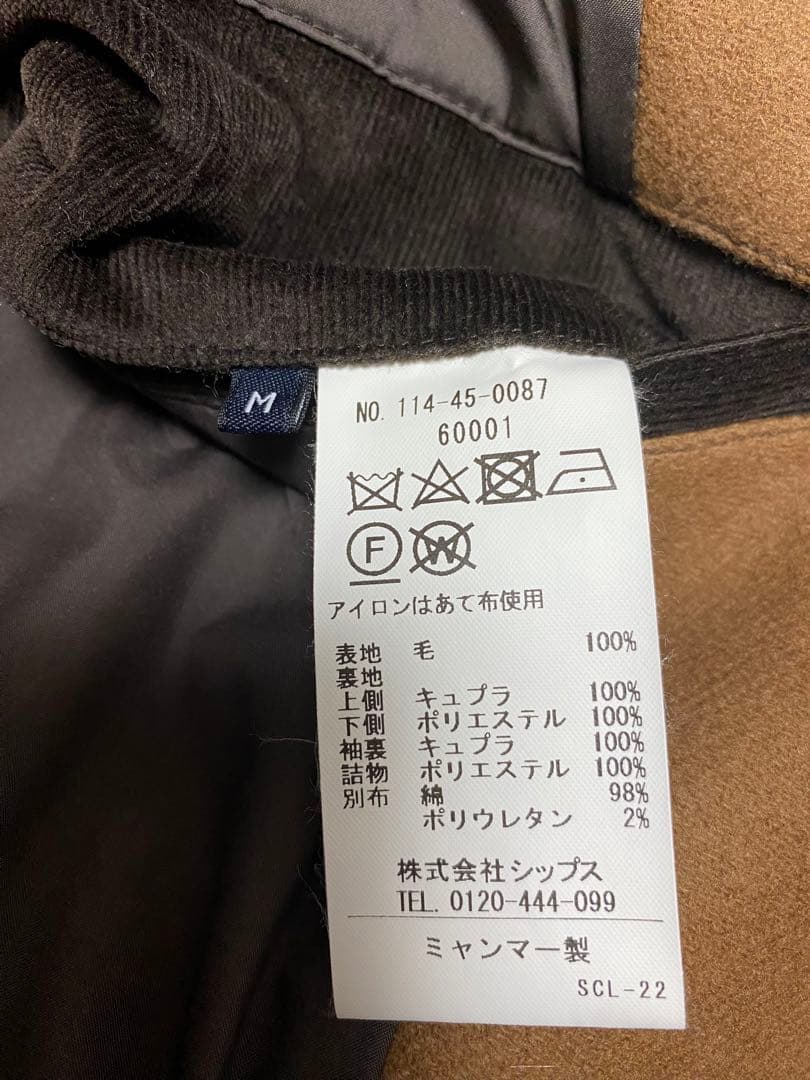 M
NO. 114-45-0087
60001
F W
アイロンはあて布使用
表地 毛 100%
裏地
上側 キュプラ 100%
下側 ポリエステル 100%
袖裏 キュプラ 100%
詰物 ポリエステル 100%
別布 綿 98%
ポリウレタン 2%
株式会社シップス
TEL. 0120-444-099
ミャンマー製
SCL-22